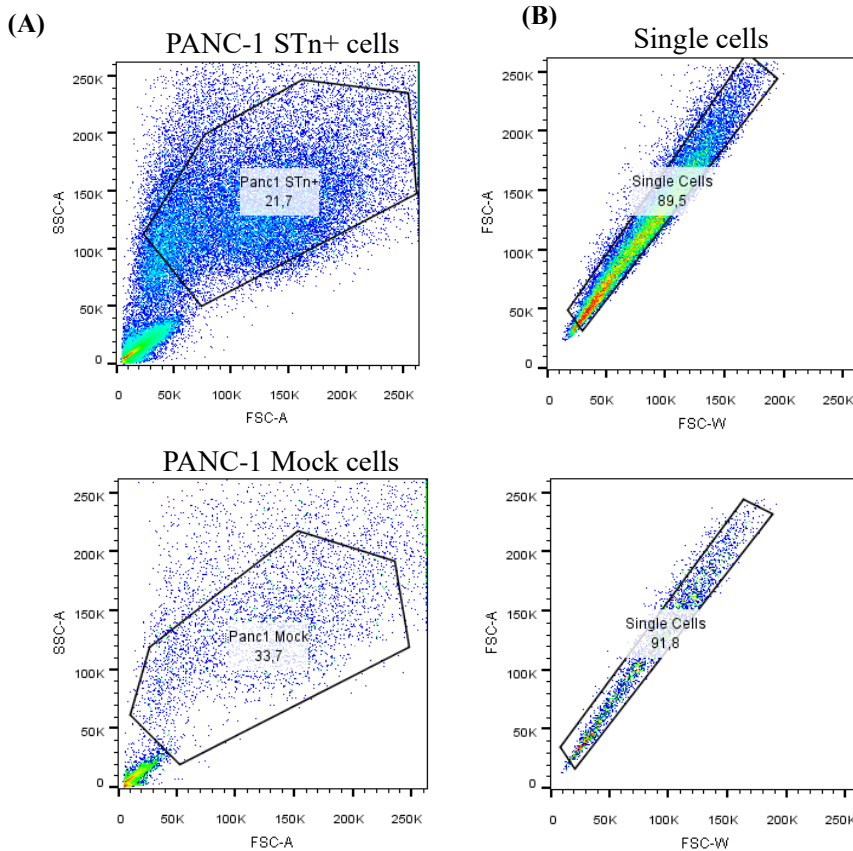 (A)
PANC-1 STn+ cells
SSC-A
250K
200K
150K
100K
50K
0
Panc1 STn+
21,7
0 50K 100K 150K 200K 250K
FSC-A
(B)
Single cells
FSC-A
250K
200K
150K
100K
50K
0
Single Cells
89,5
0 50K 100K 150K 200K 250K
FSC-W
PANC-1 Mock cells
SSC-A
250K
200K
150K
100K
50K
0
Panc1 Mock
33,7
0 50K 100K 150K 200K 250K
FSC-A
FSC-A
250K
200K
150K
100K
50K
0
Single Cells
91,8
0 50K 100K 150K 200K 250K
FSC-W